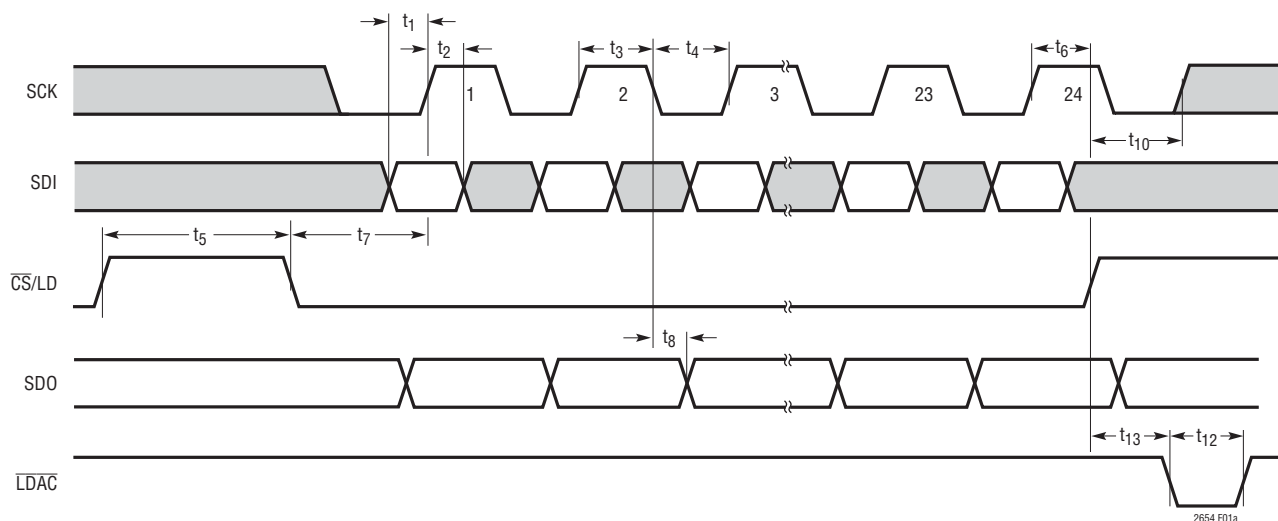 t1
t2
t3
t4
t6
SCK
1
2
3
23
24
t10
SDI
t5
t7
CS/LD
t8
SDO
t13
t12
LDAC
2654 F01a